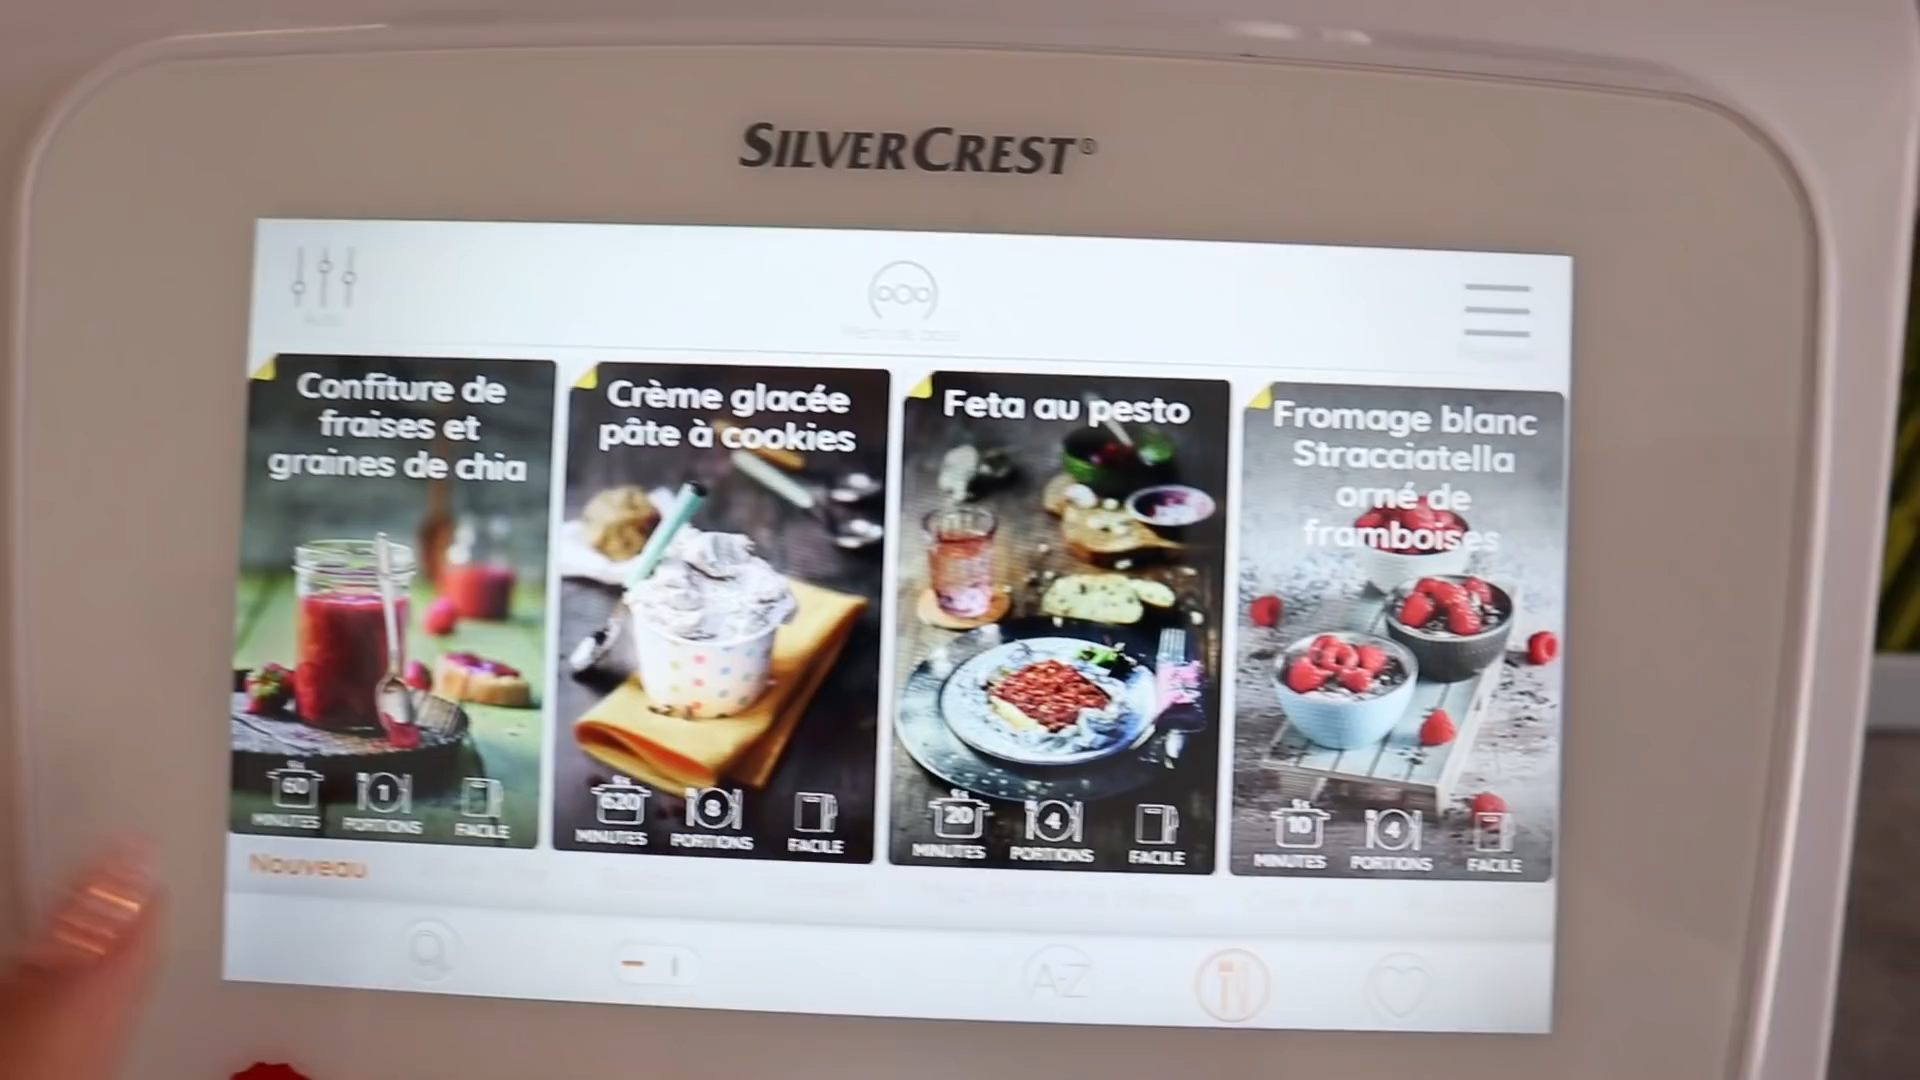 SILVERCREST®
Confiture de
fraises et
graines de chia
Crème glacée
pâte à cookies
Feta au pesto
Fromage blanc
Stracciatella
orné de
framboises
60
MINUTES
1
PORTIONS
FACILE
620
MINUTES
8
PORTIONS
FACILE
20
MINUTES
4
PORTIONS
FACILE
10
MINUTES
4
PORTIONS
FACILE
Nouveau
A-Z